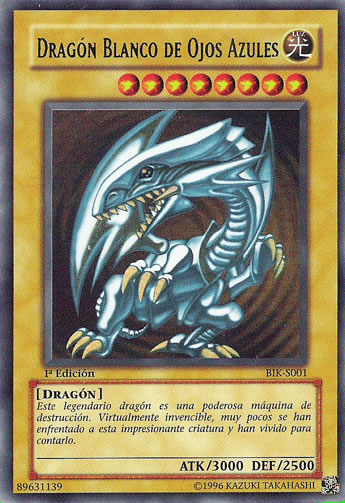 DRAGÓN BLANCO DE OJOS AZULES 光
1ª Edición BIK-S001
[DRAGÓN]
Este legendario dragón es una poderosa máquina de
destrucción. Virtualmente invencible, muy pocos se han
enfrentado a esta impresionante criatura y han vivido para
contarlo.
ATK/3000 DEF/2500
89631139 ©1996 KAZUKI TAKAHASHI